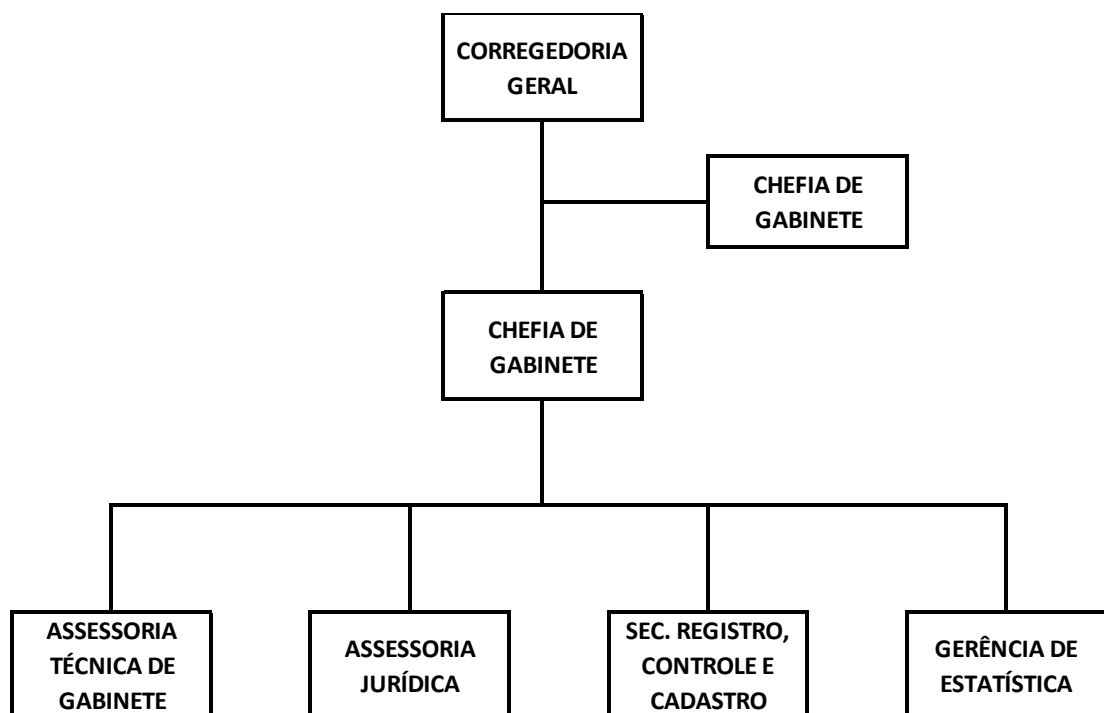 CORREGEDORIA
GERAL
CHEFIA DE
GABINETE
CHEFIA DE
GABINETE
ASSESSORIA
TÉCNICA DE
GABINETE
ASSESSORIA
JURÍDICA
SEC. REGISTRO,
CONTROLE E
CADASTRO
GERÊNCIA DE
ESTATÍSTICA